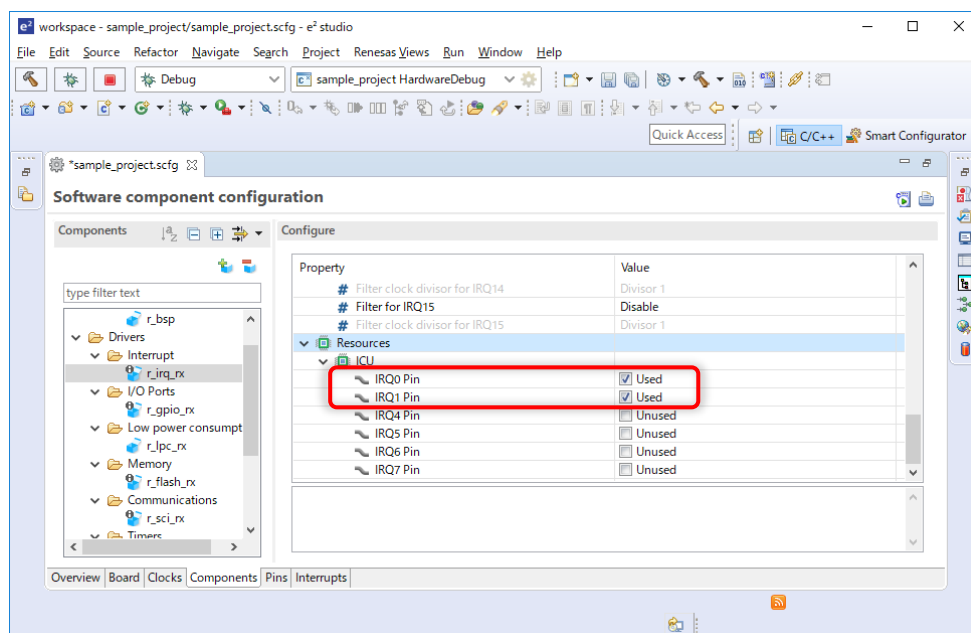 workspace - sample_project/sample_project.scfg - e² studio
File Edit Source Refactor Navigate Search Project Renesas Views Run Window Help
Debug
sample_project HardwareDebug
Quick Access
C/C++
Smart Configurator
*sample_project.scfg
Software component configuration
Components
Configure
type filter text
r_bsp
Drivers
Interrupt
r_irq_rx
I/O Ports
r_gpio_rx
Low power consumpt
r_lpc_rx
Memory
r_flash_rx
Communications
r_sci_rx
Timers
Property Value
Filter clock divisor for IRQ14 Divisor 1
Filter for IRQ15 Disable
Filter clock divisor for IRQ15 Divisor 1
Resources
ICU
IRQ0 Pin Used
IRQ1 Pin Used
IRQ4 Pin Unused
IRQ5 Pin Unused
IRQ6 Pin Unused
IRQ7 Pin Unused
Overview Board Clocks Components Pins Interrupts